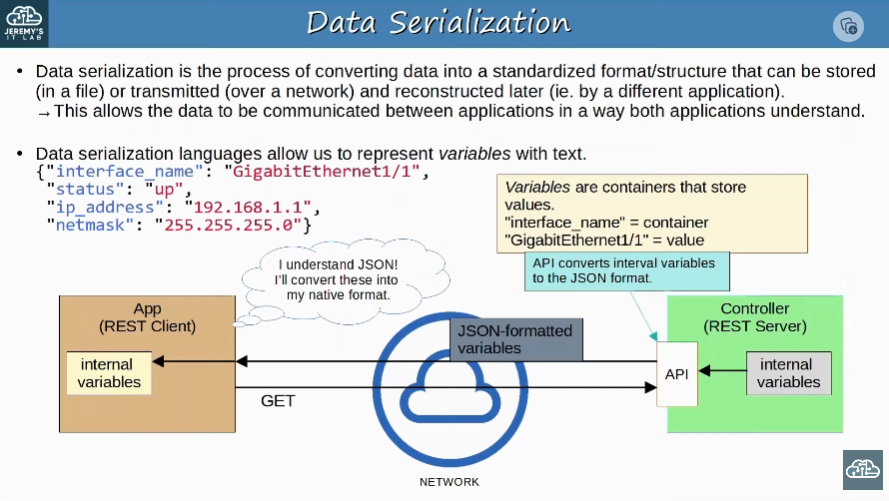 JEREMY'S
IT LAB
Data Serialization
• Data serialization is the process of converting data into a standardized format/structure that can be stored
(in a file) or transmitted (over a network) and reconstructed later (ie. by a different application).
→This allows the data to be communicated between applications in a way both applications understand.
• Data serialization languages allow us to represent variables with text.
{"interface_name": "GigabitEthernet1/1",
"status": "up",
"ip_address": "192.168.1.1",
"netmask": "255.255.255.0"}
Variables are containers that store
values.
"interface_name" = container
"GigabitEthernet1/1" = value
API converts interval variables
to the JSON format.
I understand JSON!
I'll convert these into
my native format.
App
(REST Client)
internal
variables
JSON-formatted
variables
GET
NETWORK
Controller
(REST Server)
API
internal
variables